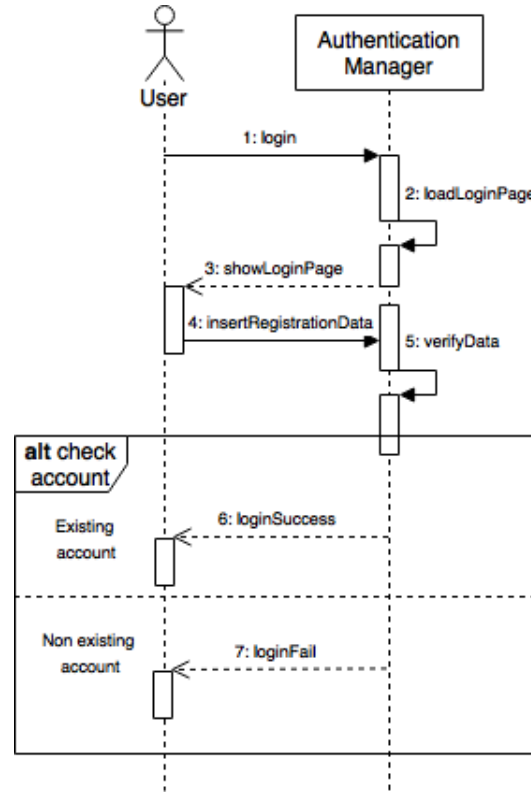 User
Authentication
Manager
1: login
2: loadLoginPage
3: showLoginPage
4: insertRegistrationData
5: verifyData
alt check
account
6: loginSuccess
Existing
account
Non existing
account
7: loginFail